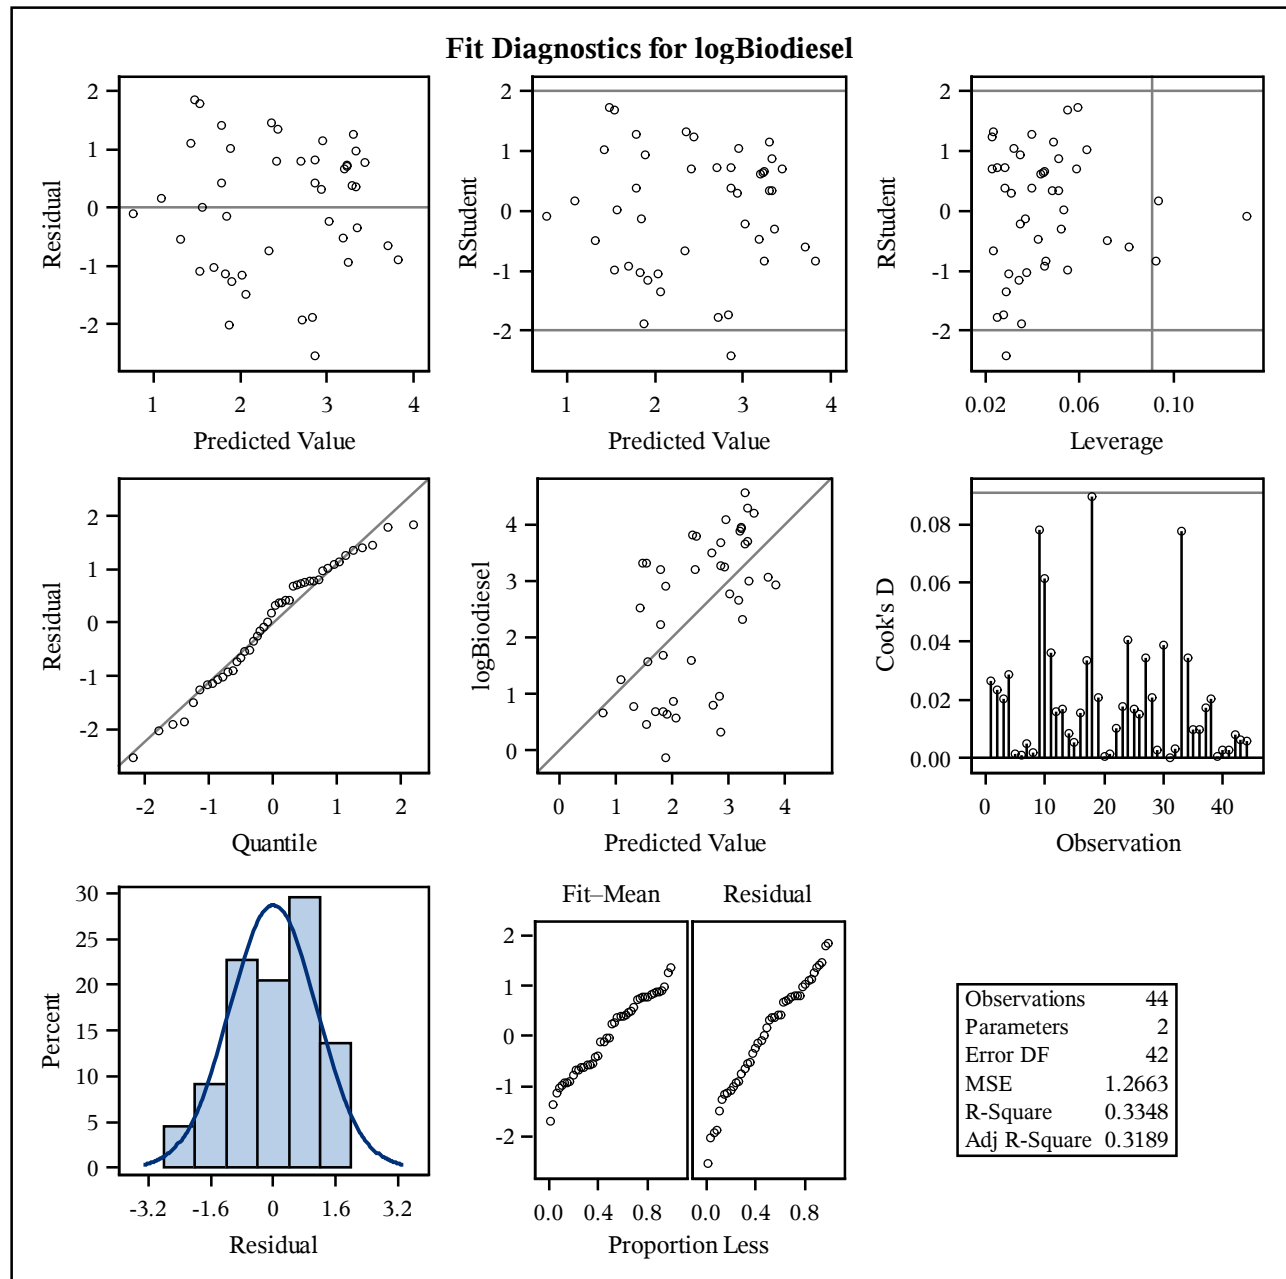 Fit Diagnostics for logBiodiesel
2
1
0
-1
-2
Residual
1 2 3 4
Predicted Value
2
1
0
-1
-2
RStudent
1 2 3 4
Predicted Value
2
1
0
-1
-2
RStudent
0.02 0.06 0.10
Leverage
2
1
0
-1
-2
Residual
-2 -1 0 1 2
Quantile
4
3
2
1
0
logBiodiesel
0 1 2 3 4
Predicted Value
0.08
0.06
0.04
0.02
0.00
Cook's D
0 10 20 30 40
Observation
30
25
20
15
10
5
0
Percent
-3.2 -1.6 0 1.6 3.2
Residual
Fit–Mean Residual
2
1
0
-1
-2
0.0 0.4 0.8 0.0 0.4 0.8
Proportion Less
Observations 44
Parameters 2
Error DF 42
MSE 1.2663
R-Square 0.3348
Adj R-Square 0.3189